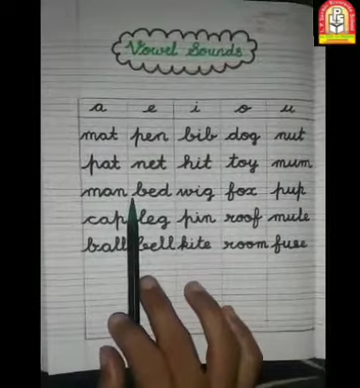 Vowel Sounds
a e i o u
mat pen bib dog nut
pat net hit toy mum
man bed wig fox pup
cap leg pin roof mule
ball bell kite room fuse